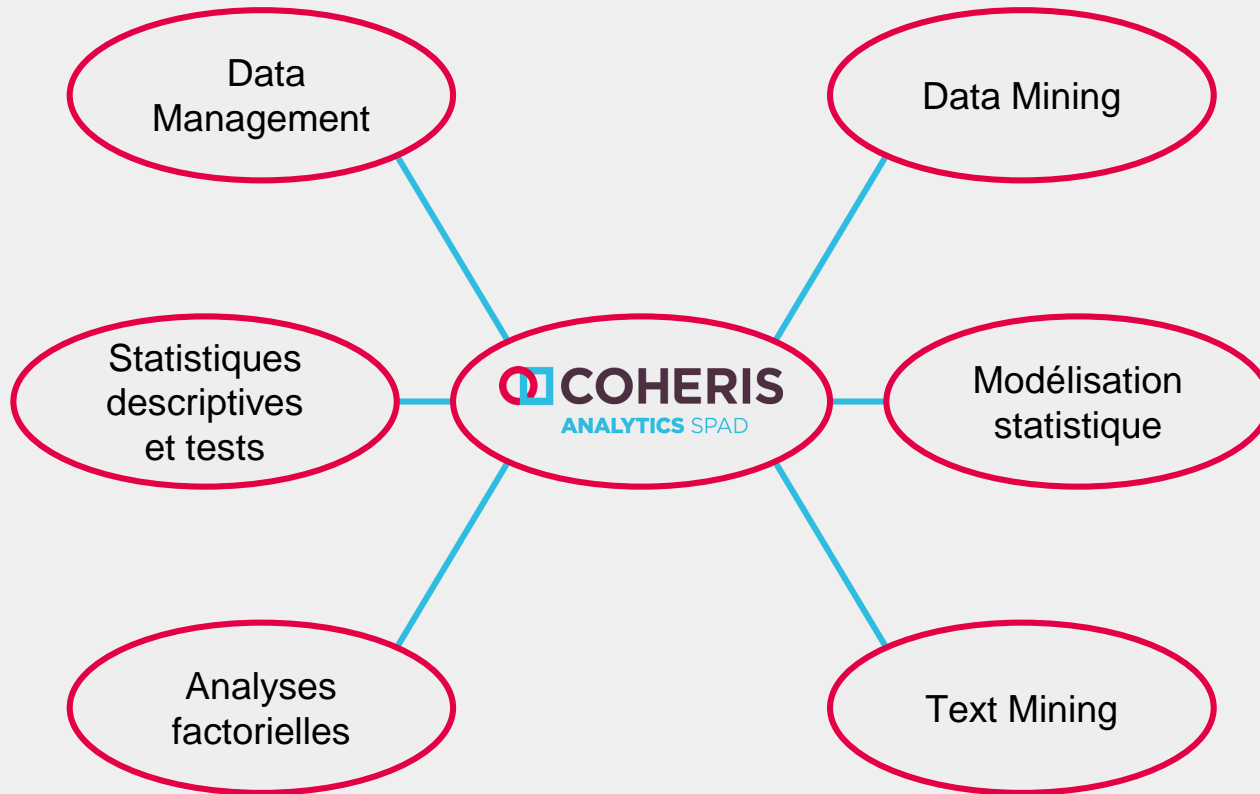 Data
Management
Data Mining
Statistiques
descriptives
et tests
COHERIS
ANALYTICS SPAD
Modélisation
statistique
Analyses
factorielles
Text Mining